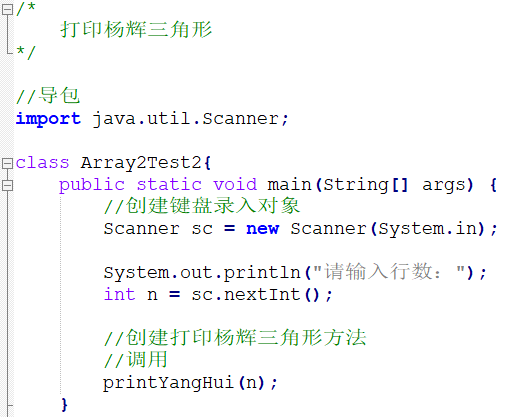 /*
    打印杨辉三角形
*/
//导包
import java.util.Scanner;
class Array2Test2{
    public static void main(String[] args) {
        //创建键盘录入对象
        Scanner sc = new Scanner(System.in);
        System.out.println("请输入行数：");
        int n = sc.nextInt();
        //创建打印杨辉三角形方法
        //调用
        printYangHui(n);
    }